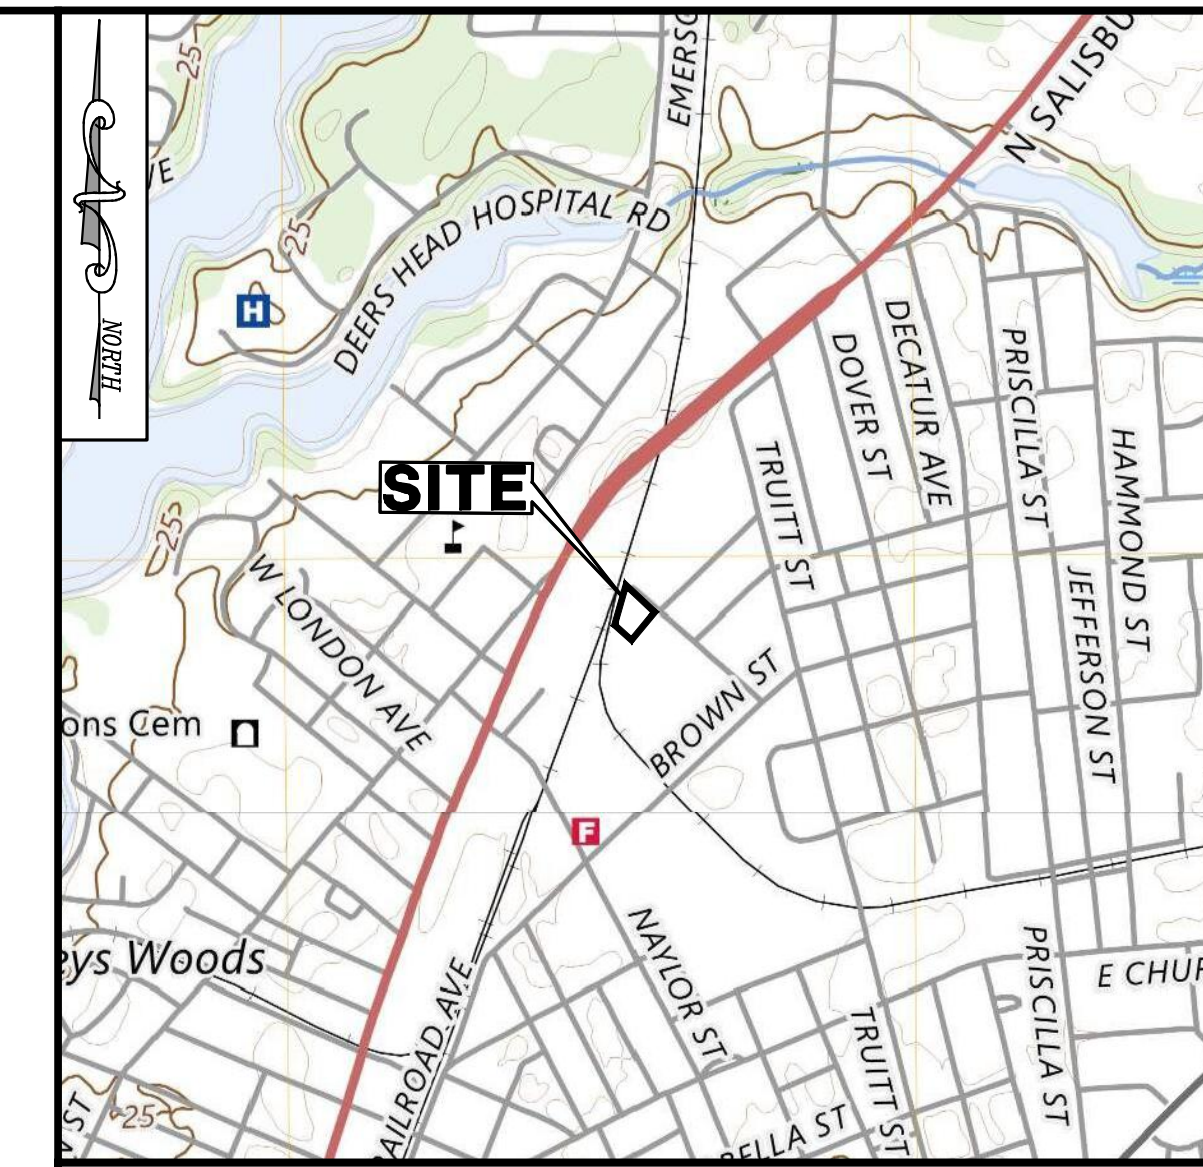 25
EMERSO
N SALISBU
VE
DEERS HEAD HOSPITAL RD
25
H
NORTH
DECATUR AVE
DOVER ST
PRISCILLA ST
HAMMOND ST
TRUITT ST
SITE
25
W LONDON AVE
JEFFERSON ST
BROWN ST
ons Cem
F
NAYLOR ST
eys Woods
PRISCILLA ST
E CHUR
RAILROAD AVE
TRUITT ST
25
N ST
BELLA ST